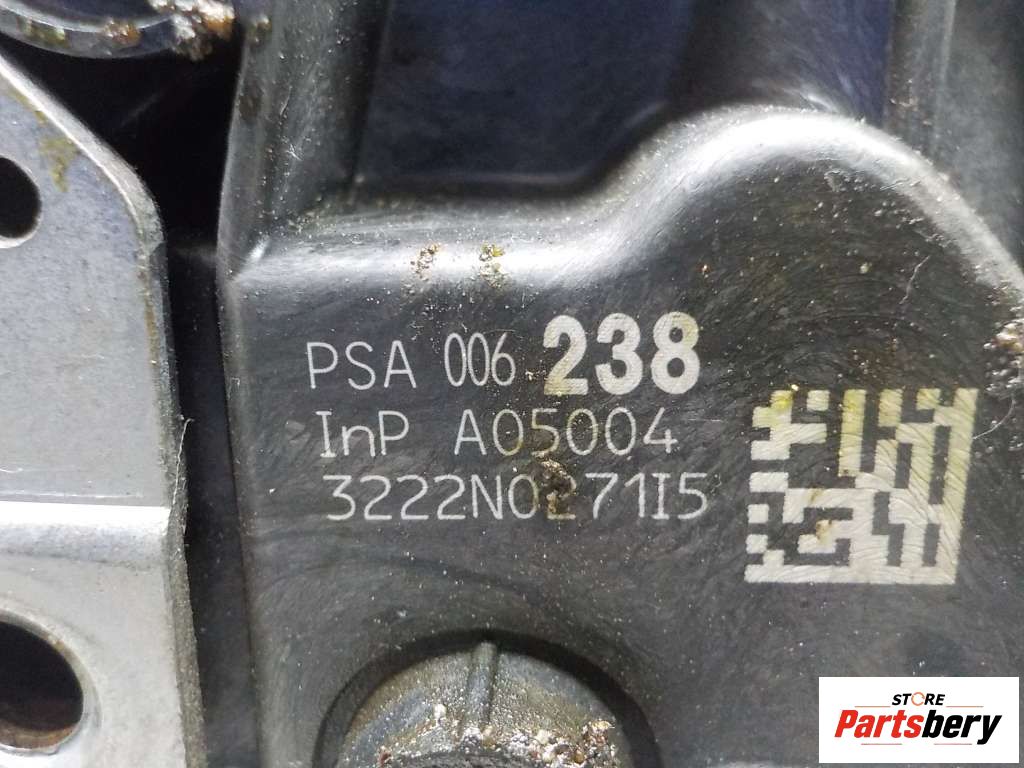 PSA 006 238
InP A05004
3222N0271I5
STORE
Partsbery